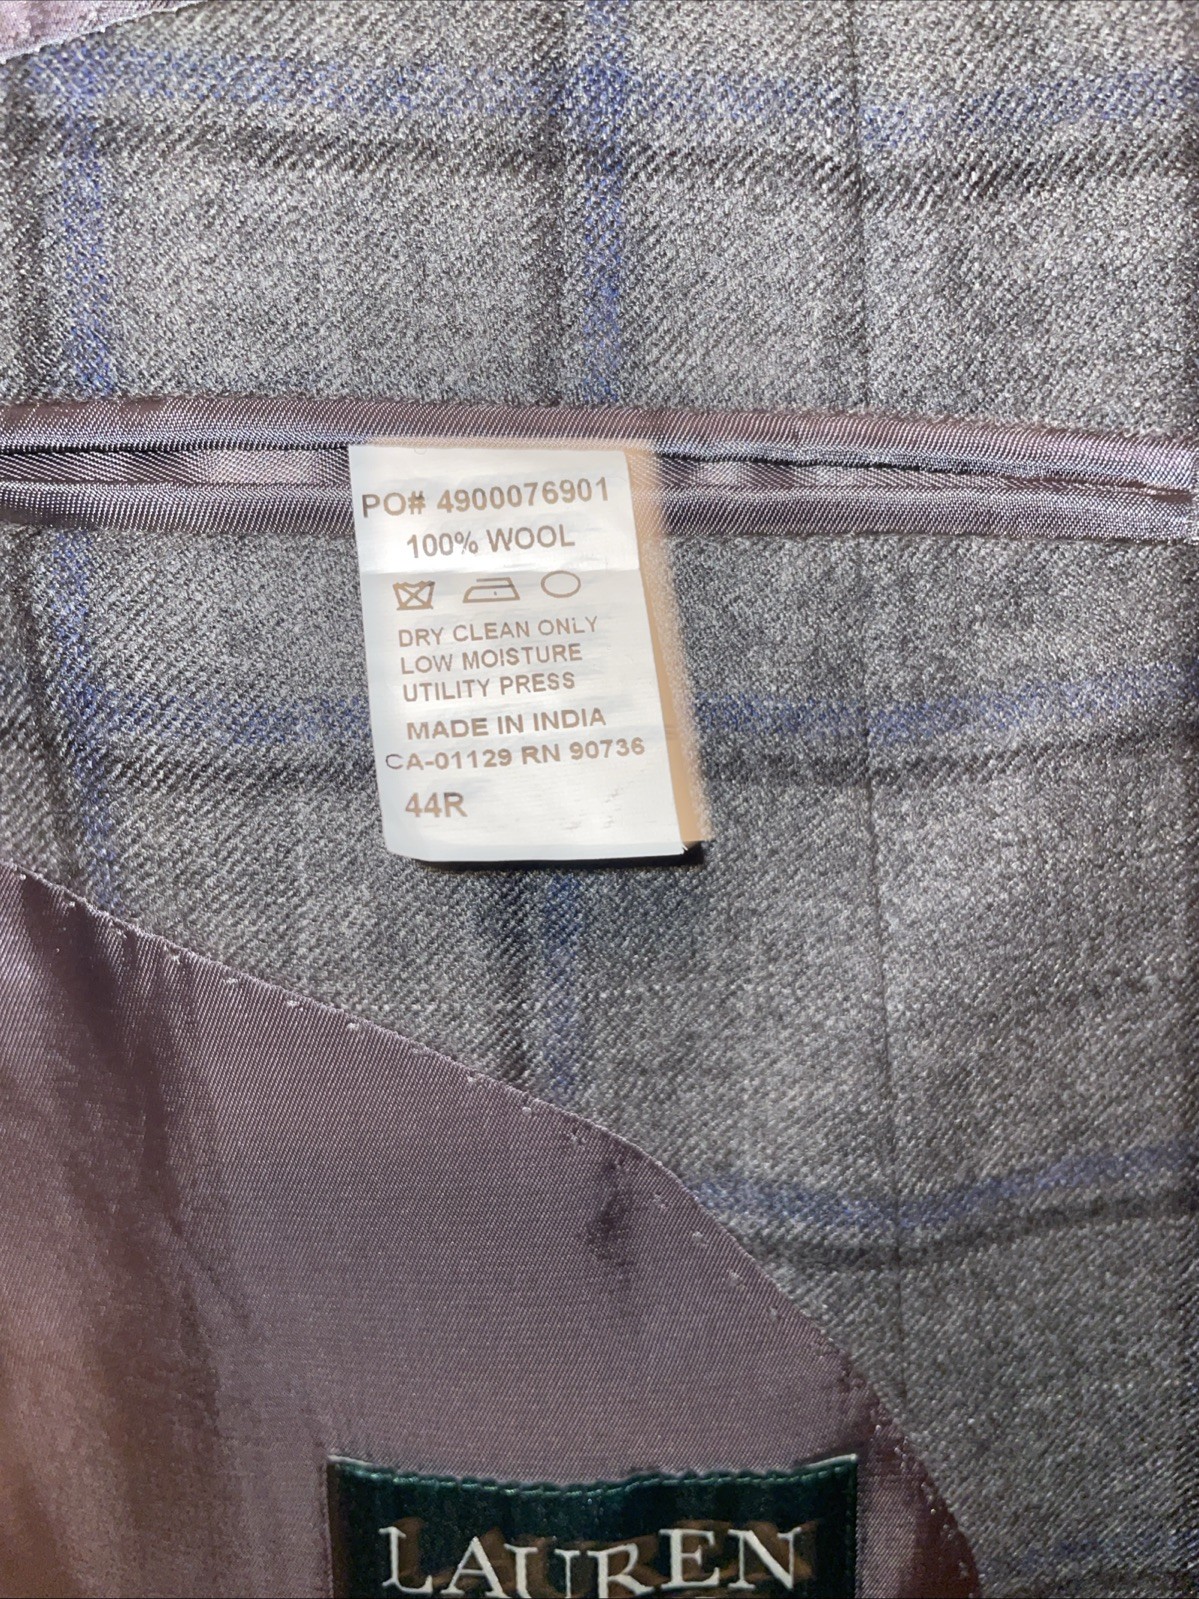 PO# 4900076901
100% WOOL
DRY CLEAN ONLY
LOW MOISTURE
UTILITY PRESS
MADE IN INDIA
CA-01129 RN 90736
44R
LAUREN